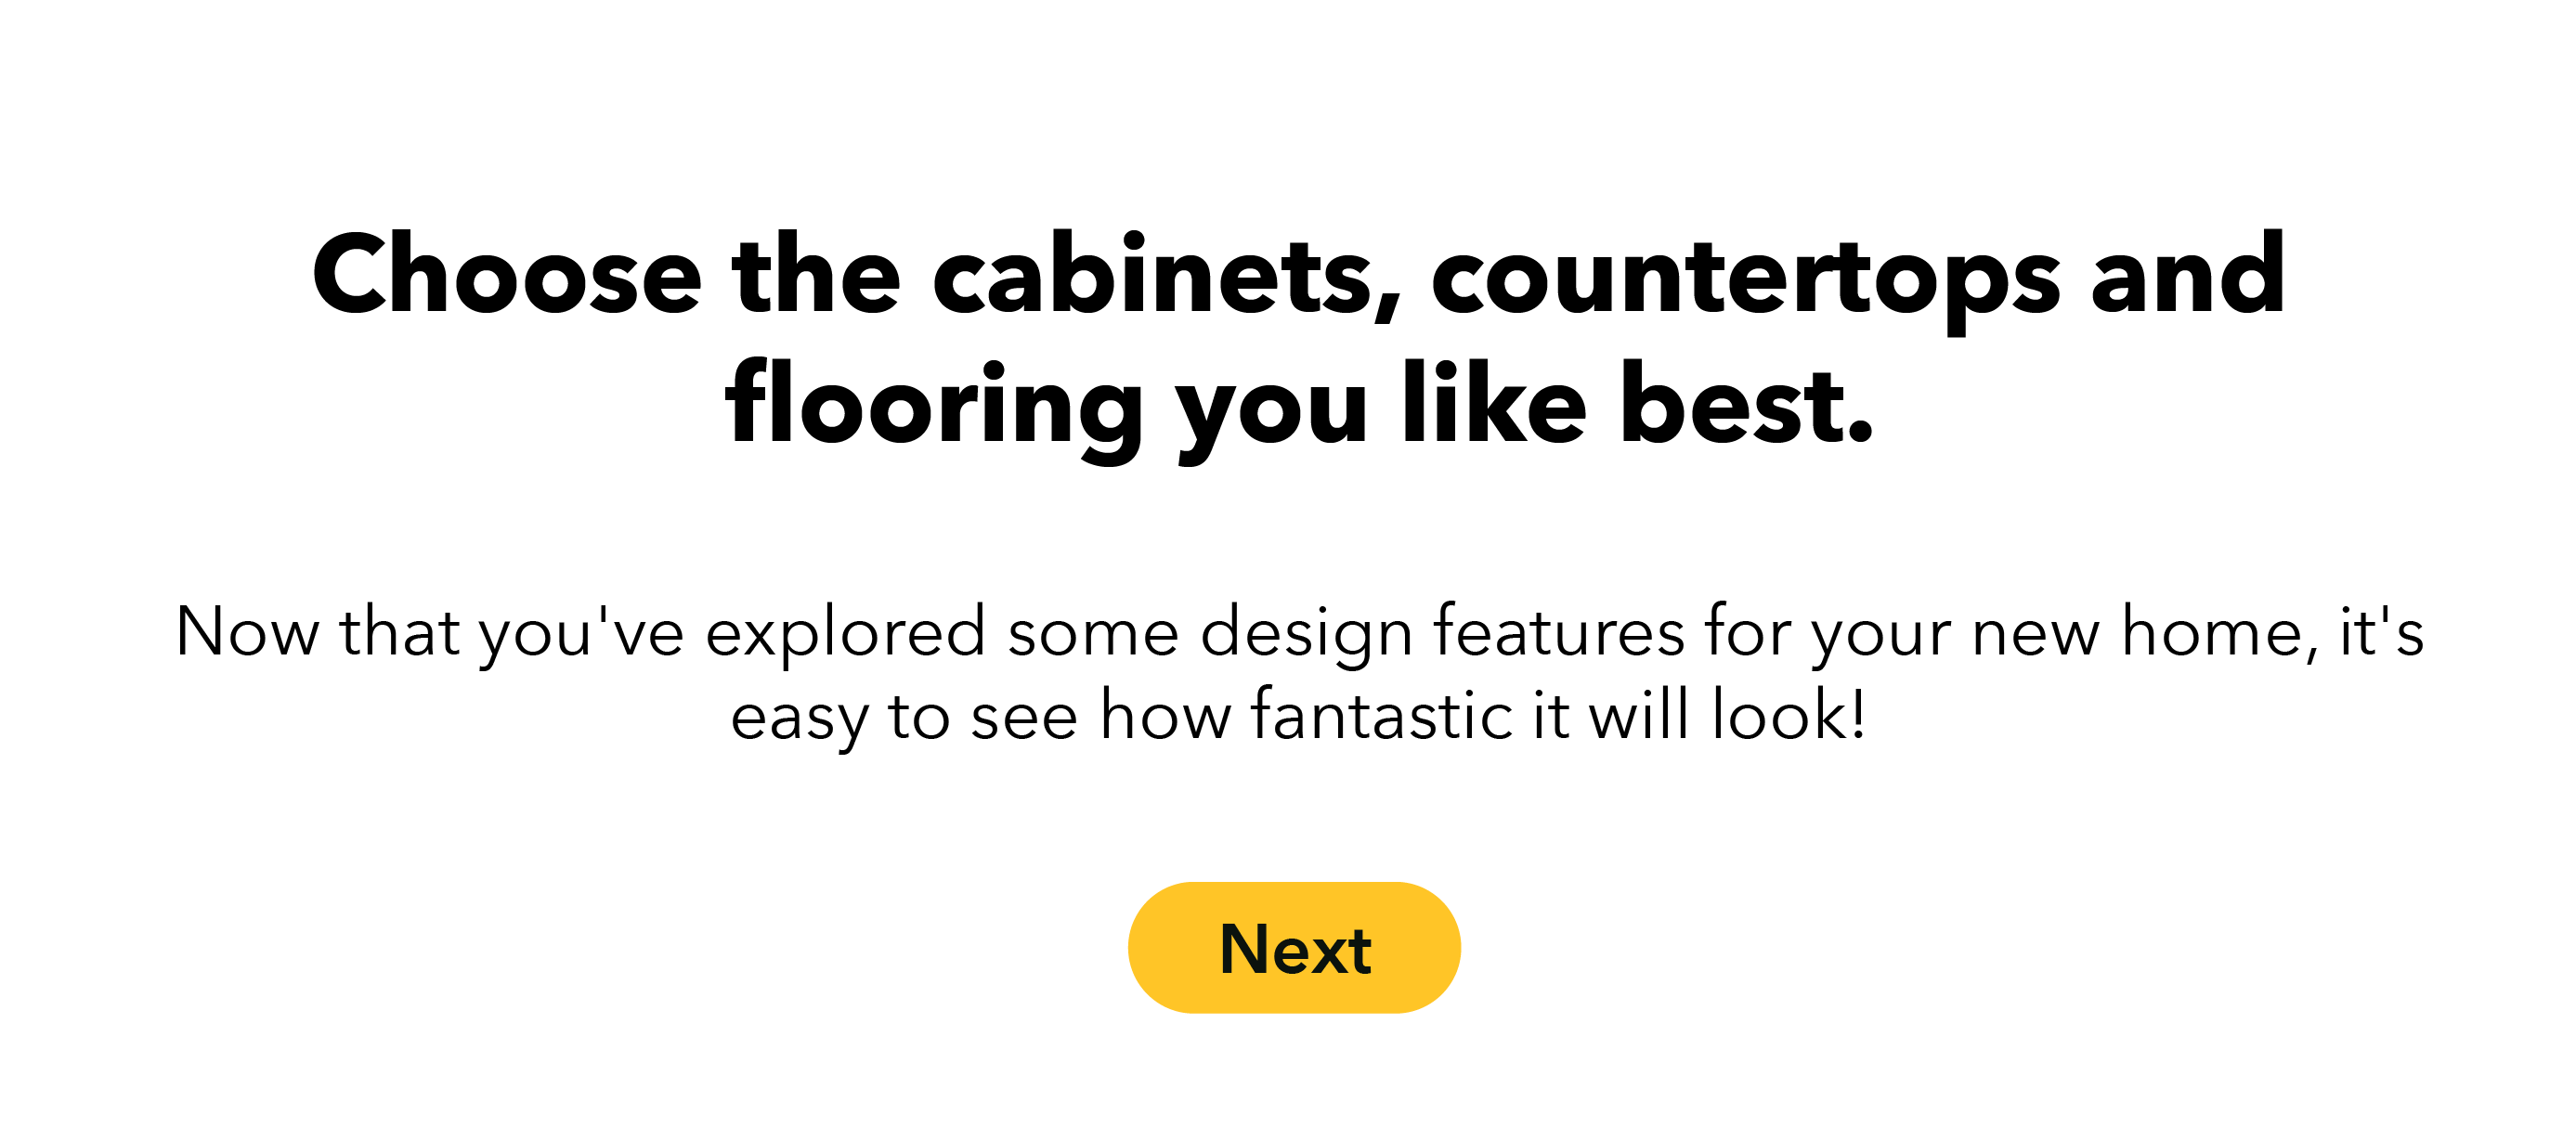 Choose the cabinets, countertops and
flooring you like best.
Now that you've explored some design features for your new home, it's
easy to see how fantastic it will look!
Next